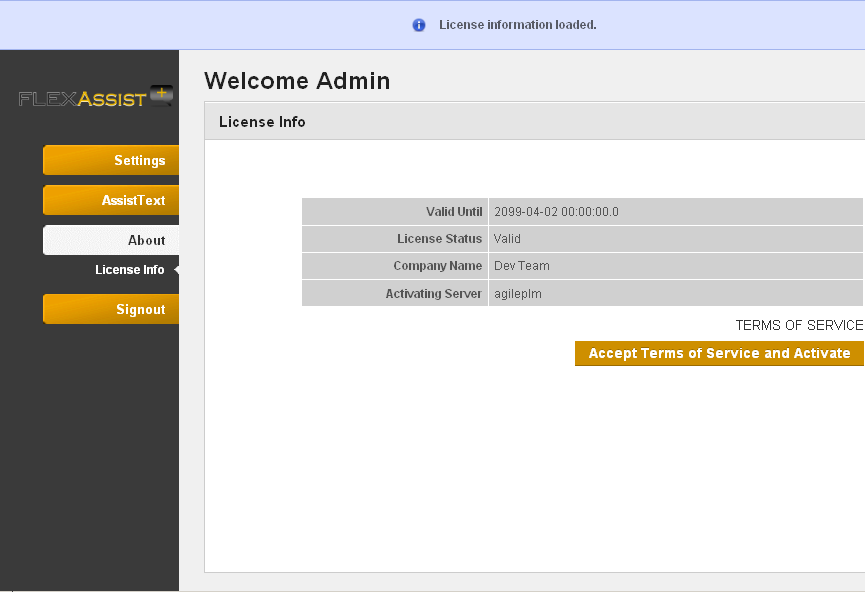 License information loaded.
FLEXASSIST
Welcome Admin
License Info
Settings
AssistText
About
License Info
Signout
Valid Until 2099-04-02 00:00:00.0
License Status Valid
Company Name Dev Team
Activating Server agileplm
TERMS OF SERVICE
Accept Terms of Service and Activate